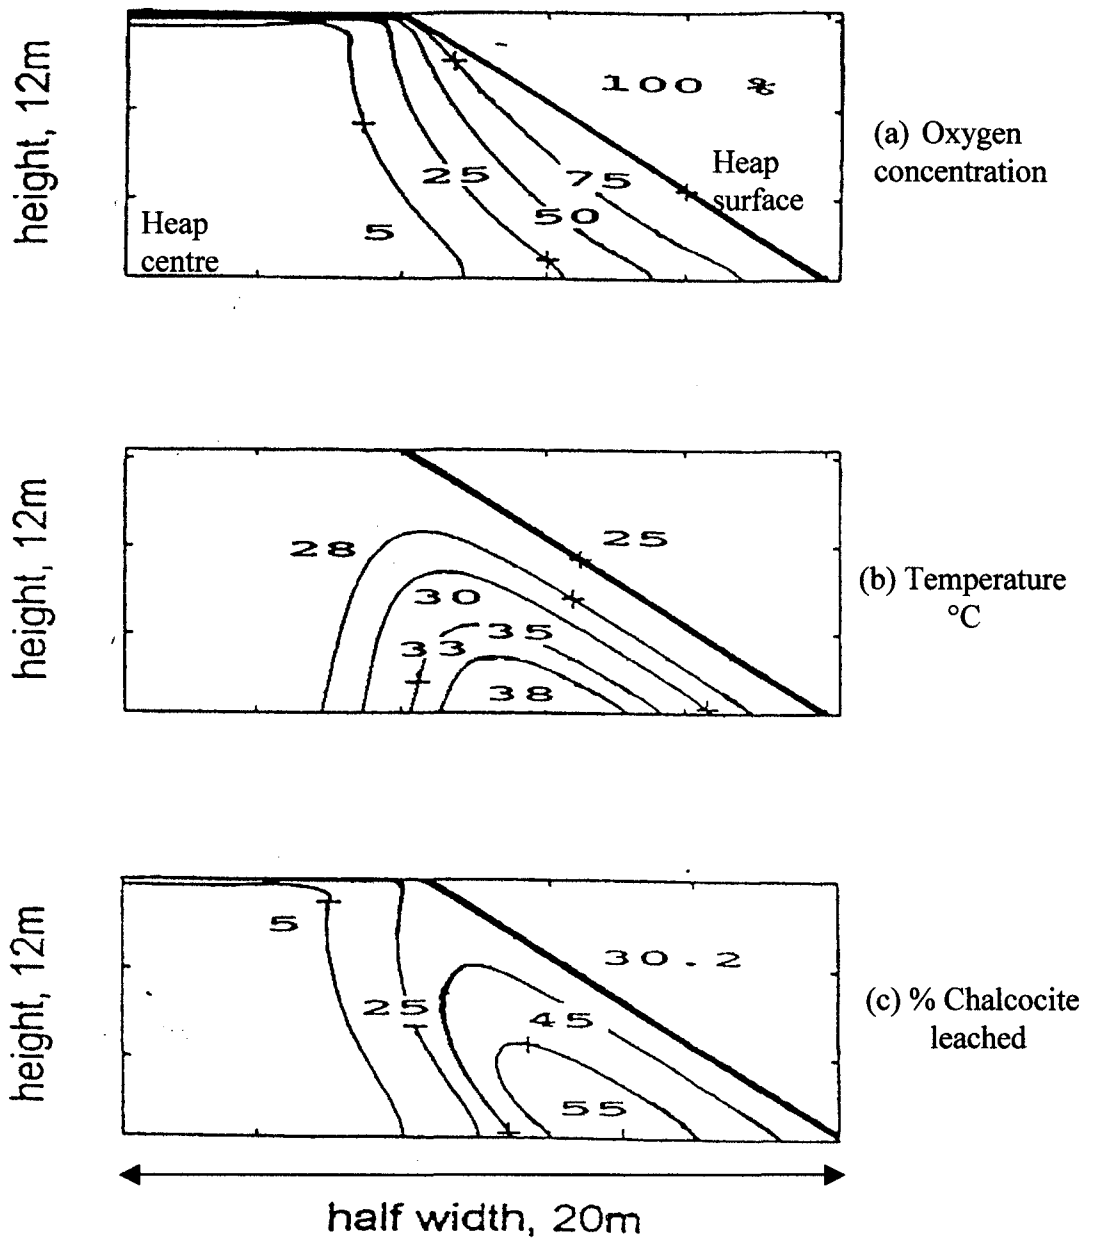 height, 12m
100 %
(a) Oxygen
concentration
Heap
surface
25
75
50
5
Heap
centre
height, 12m
28
25
(b) Temperature
°C
30
35
33
38
height, 12m
5
30.2
25
45
(c) % Chalcocite
leached
55
half width, 20m